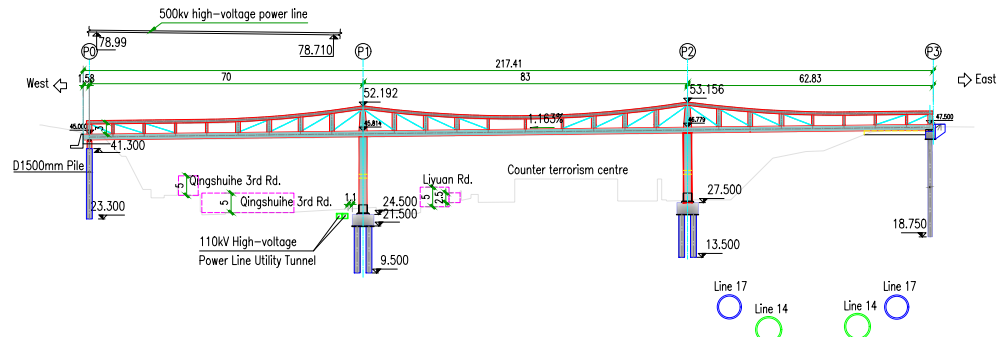 500kv high-voltage power line
78.99
78.710
P0
P1
P2
P3
217.41
West
1.58
70
83
62.83
East
52.192
53.156
3
1.163%
45.000
45.814
46.779
47.500
41.300
D1500mm Pile
Counter terrorism centre
5
Qingshuihe 3rd Rd.
Liyuan Rd.
5
Qingshuihe 3rd Rd.
1.1
5
2.5
27.500
23.300
24.500
21.500
18.750
110kV High-voltage
Power Line Utility Tunnel
13.500
9.500
Line 17
Line 14
Line 14
Line 17